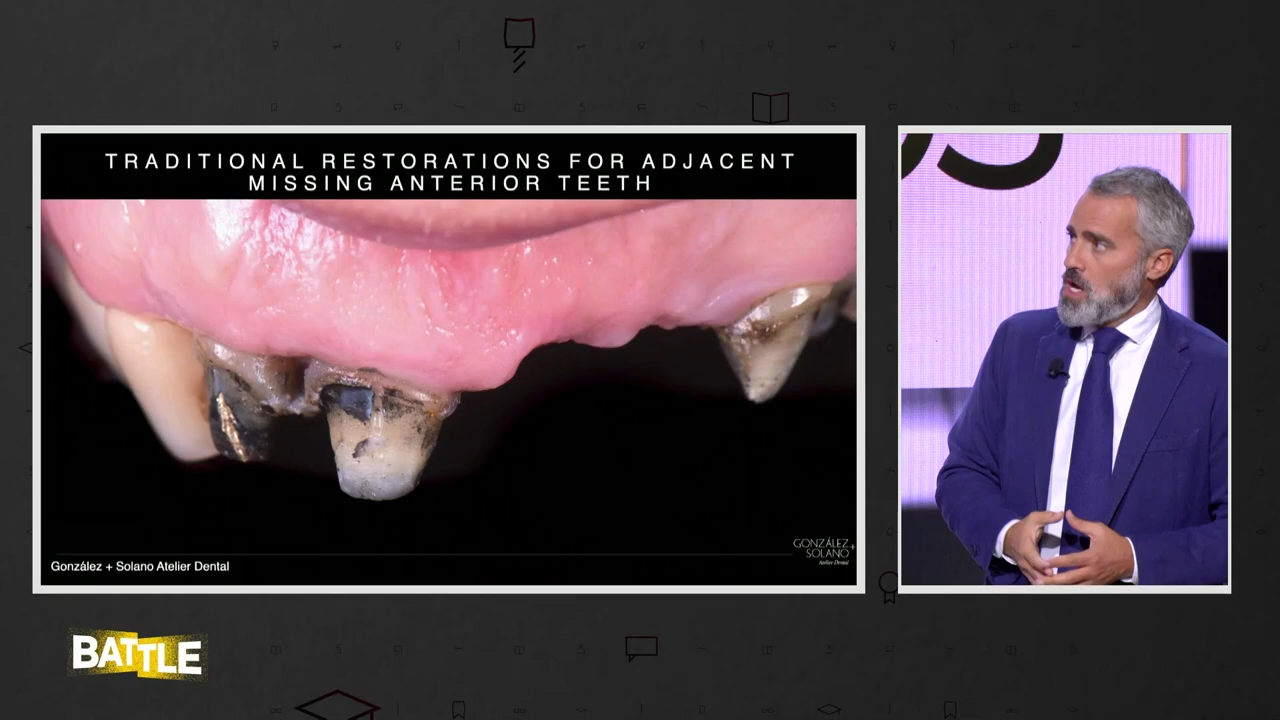 TRADITIONAL RESTORATIONS FOR ADJACENT
MISSING ANTERIOR TEETH
GONZÁLEZ+
SOLANO
Atelier Dental
González + Solano Atelier Dental
BATTLE